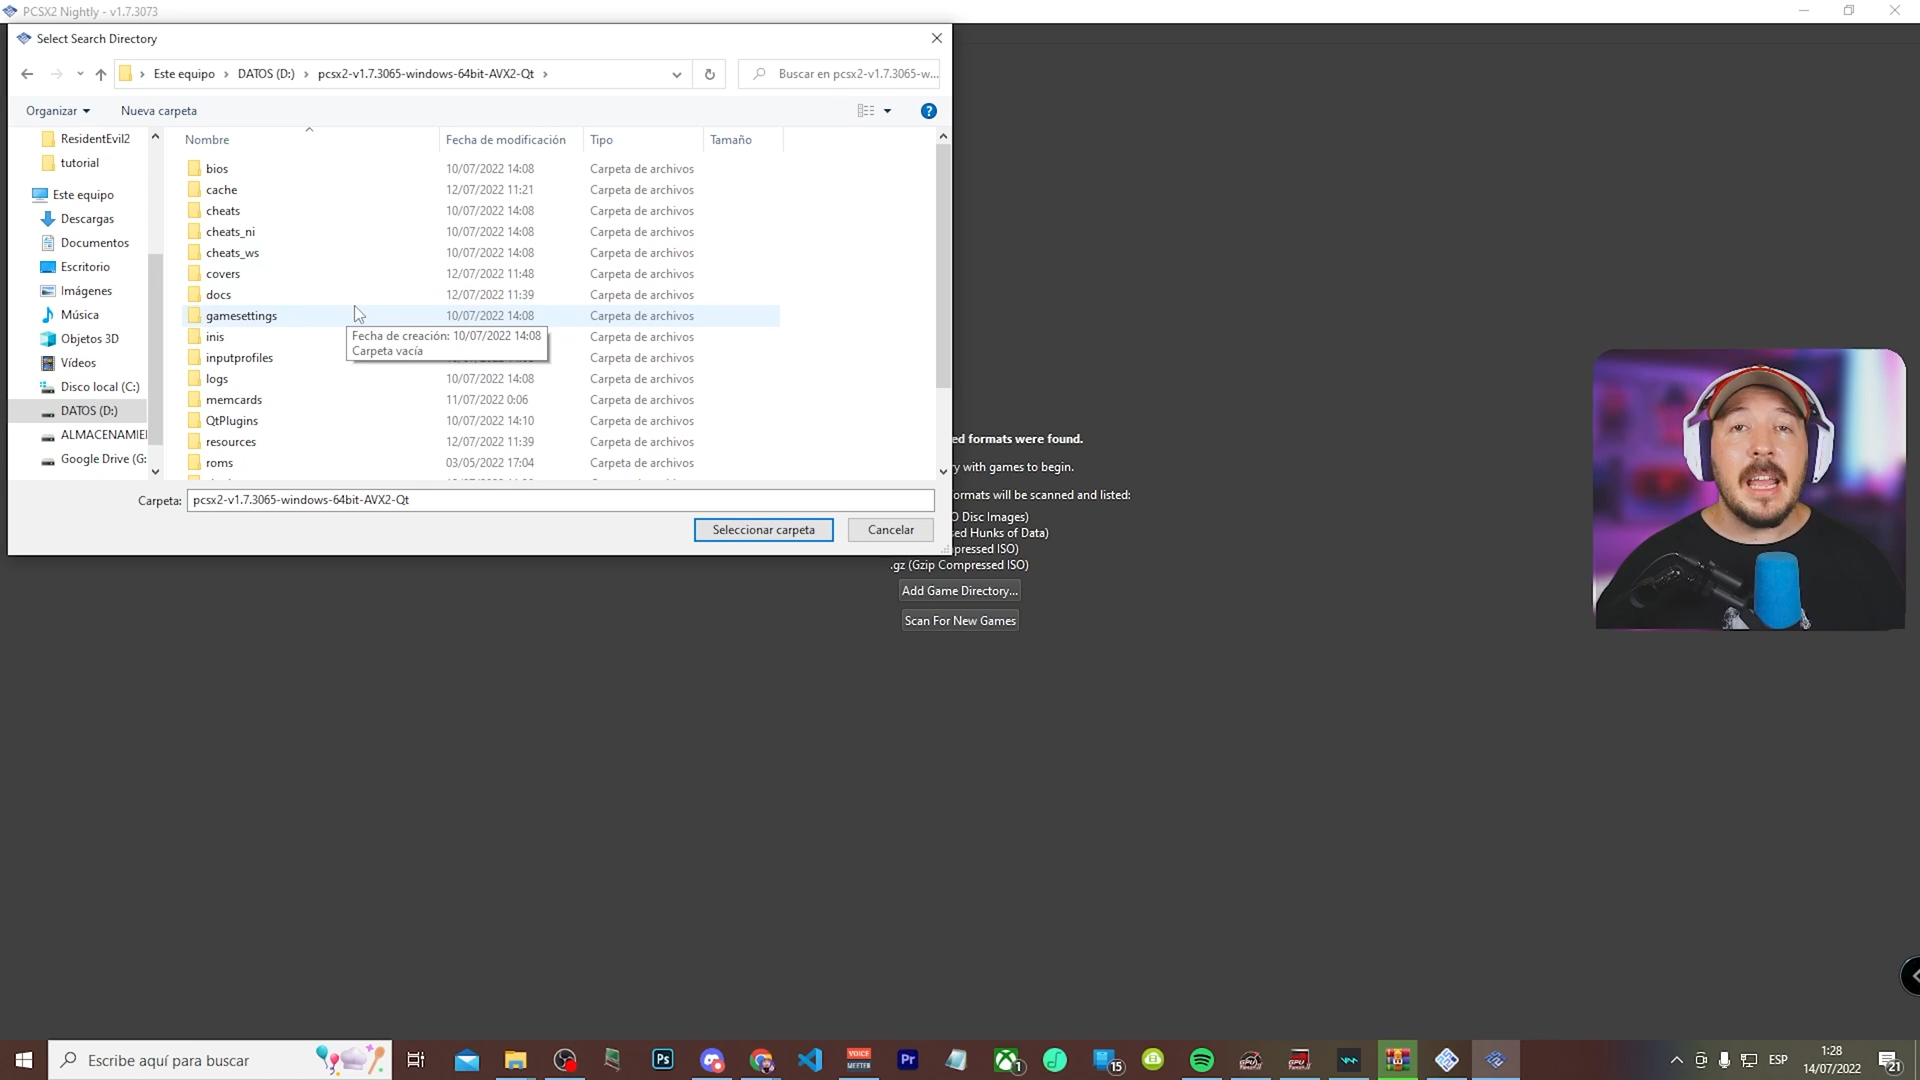 PCSX2 Nightly - v1.7.3073
Select Search Directory
Este equipo
DATOS (D:)
pcsx2-v1.7.3065-windows-64bit-AVX2-Qt
Buscar en pcsx2-v1.7.3065-w...
Organizar
Nueva carpeta
ResidentEvil2
tutorial
Este equipo
Descargas
Documentos
Escritorio
Imágenes
Música
Objetos 3D
Vídeos
Disco local (C:)
DATOS (D:)
ALMACENAMIE
Google Drive (G:
Nombre Fecha de modificación Tipo Tamaño
bios 10/07/2022 14:08 Carpeta de archivos
cache 12/07/2022 11:21 Carpeta de archivos
cheats 10/07/2022 14:08 Carpeta de archivos
cheats_ni 10/07/2022 14:08 Carpeta de archivos
cheats_ws 10/07/2022 14:08 Carpeta de archivos
covers 12/07/2022 11:48 Carpeta de archivos
docs 12/07/2022 11:39 Carpeta de archivos
gamesettings 10/07/2022 14:08 Carpeta de archivos
inis Carpeta de archivos
inputprofiles Carpeta de archivos
logs 10/07/2022 14:08 Carpeta de archivos
memcards 11/07/2022 0:06 Carpeta de archivos
QtPlugins 10/07/2022 14:10 Carpeta de archivos
resources 12/07/2022 11:39 Carpeta de archivos
roms 03/05/2022 17:04 Carpeta de archivos
Fecha de creación: 10/07/2022 14:08
Carpeta vacía
Carpeta: pcsx2-v1.7.3065-windows-64bit-AVX2-Qt
Seleccionar carpeta
Cancelar
ed formats were found.
ry with games to begin.
ormats will be scanned and listed:
O Disc Images)
sed Hunks of Data)
pressed ISO)
.gz (Gzip Compressed ISO)
Add Game Directory...
Scan For New Games
Escribe aquí para buscar
Ps
VOICE
MEETER
Pr
1
15
GPU
GPU
ESP
1:28
14/07/2022
21